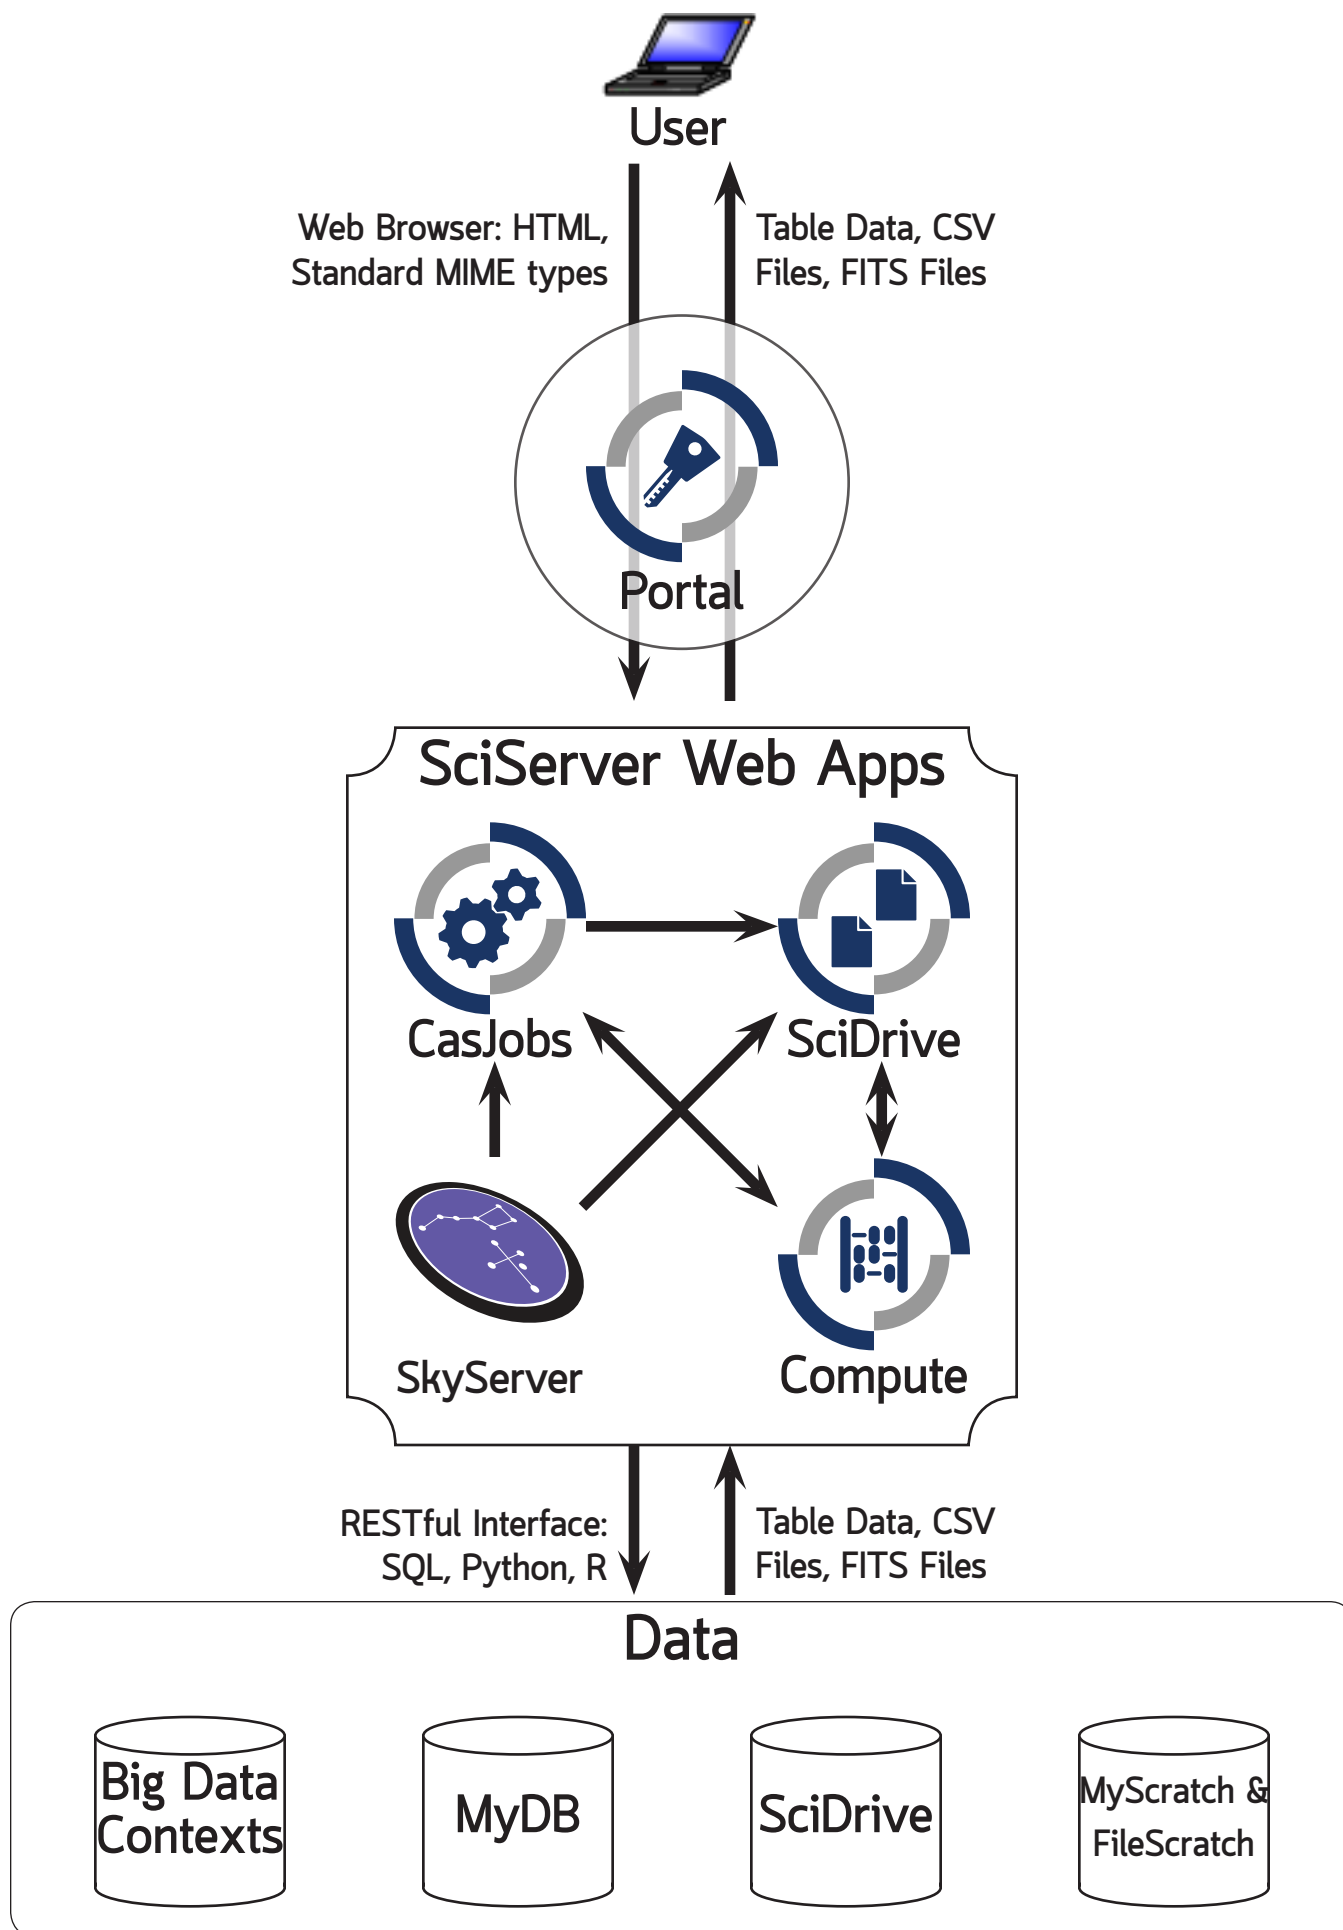 User
Web Browser: HTML,
Standard MIME types
Table Data, CSV
Files, FITS Files
Portal
SciServer Web Apps
CasJobs
SciDrive
SkyServer
Compute
RESTful Interface:
SQL, Python, R
Table Data, CSV
Files, FITS Files
Data
Big Data
Contexts
MyDB
SciDrive
MyScratch &
FileScratch